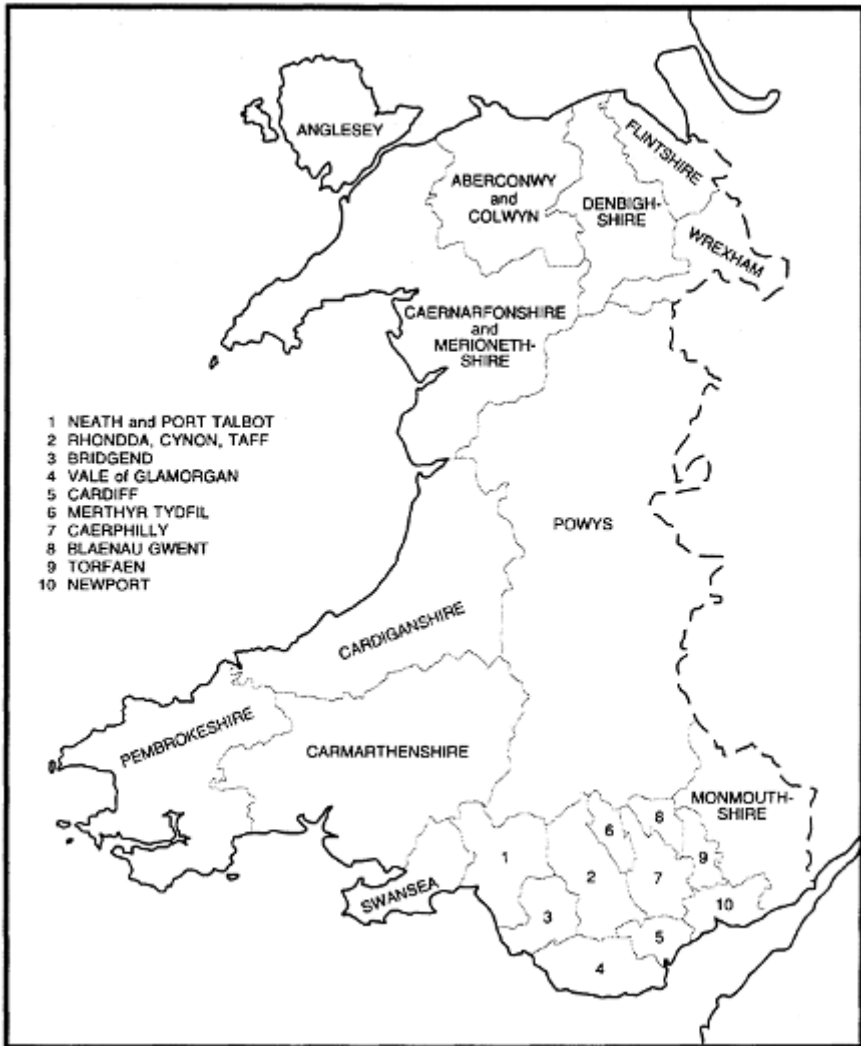 ANGLESEY
FLINTSHIRE
ABERCONWY
and
COLWYN
DENBIGH-
SHIRE
WREXHAM
CAERNARFONSHIRE
and
MERIONETH-
SHIRE
1 NEATH and PORT TALBOT
2 RHONDDA, CYNON, TAFF
3 BRIDGEND
4 VALE of GLAMORGAN
5 CARDIFF
6 MERTHYR TYDFIL
7 CAERPHILLY
8 BLAENAU GWENT
9 TORFAEN
10 NEWPORT
POWYS
CARDIGANSHIRE
PEMBROKESHIRE
CARMARTHENSHIRE
MONMOUTH-
SHIRE
SWANSEA
1
2
3
4
5
6
7
8
9
10